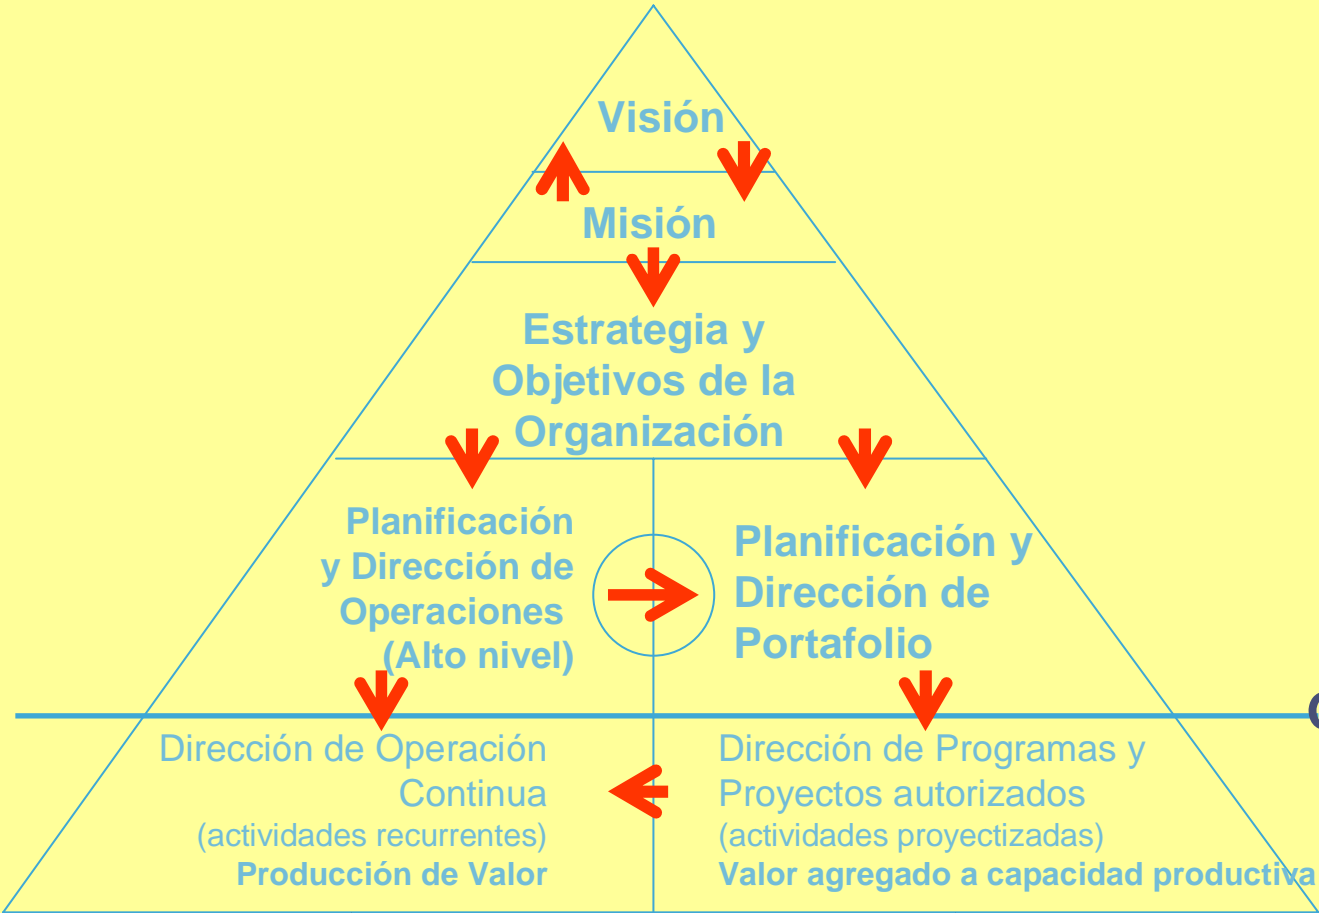 Visión
Misión
Estrategia y
Objetivos de la
Organización
Planificación
y Dirección de
Operaciones
(Alto nivel)
Planificación y
Dirección de
Portafolio
Dirección de Operación
Continua
(actividades recurrentes)
Producción de Valor
Dirección de Programas y
Proyectos autorizados
(actividades proyectizadas)
Valor agregado a capacidad productiva